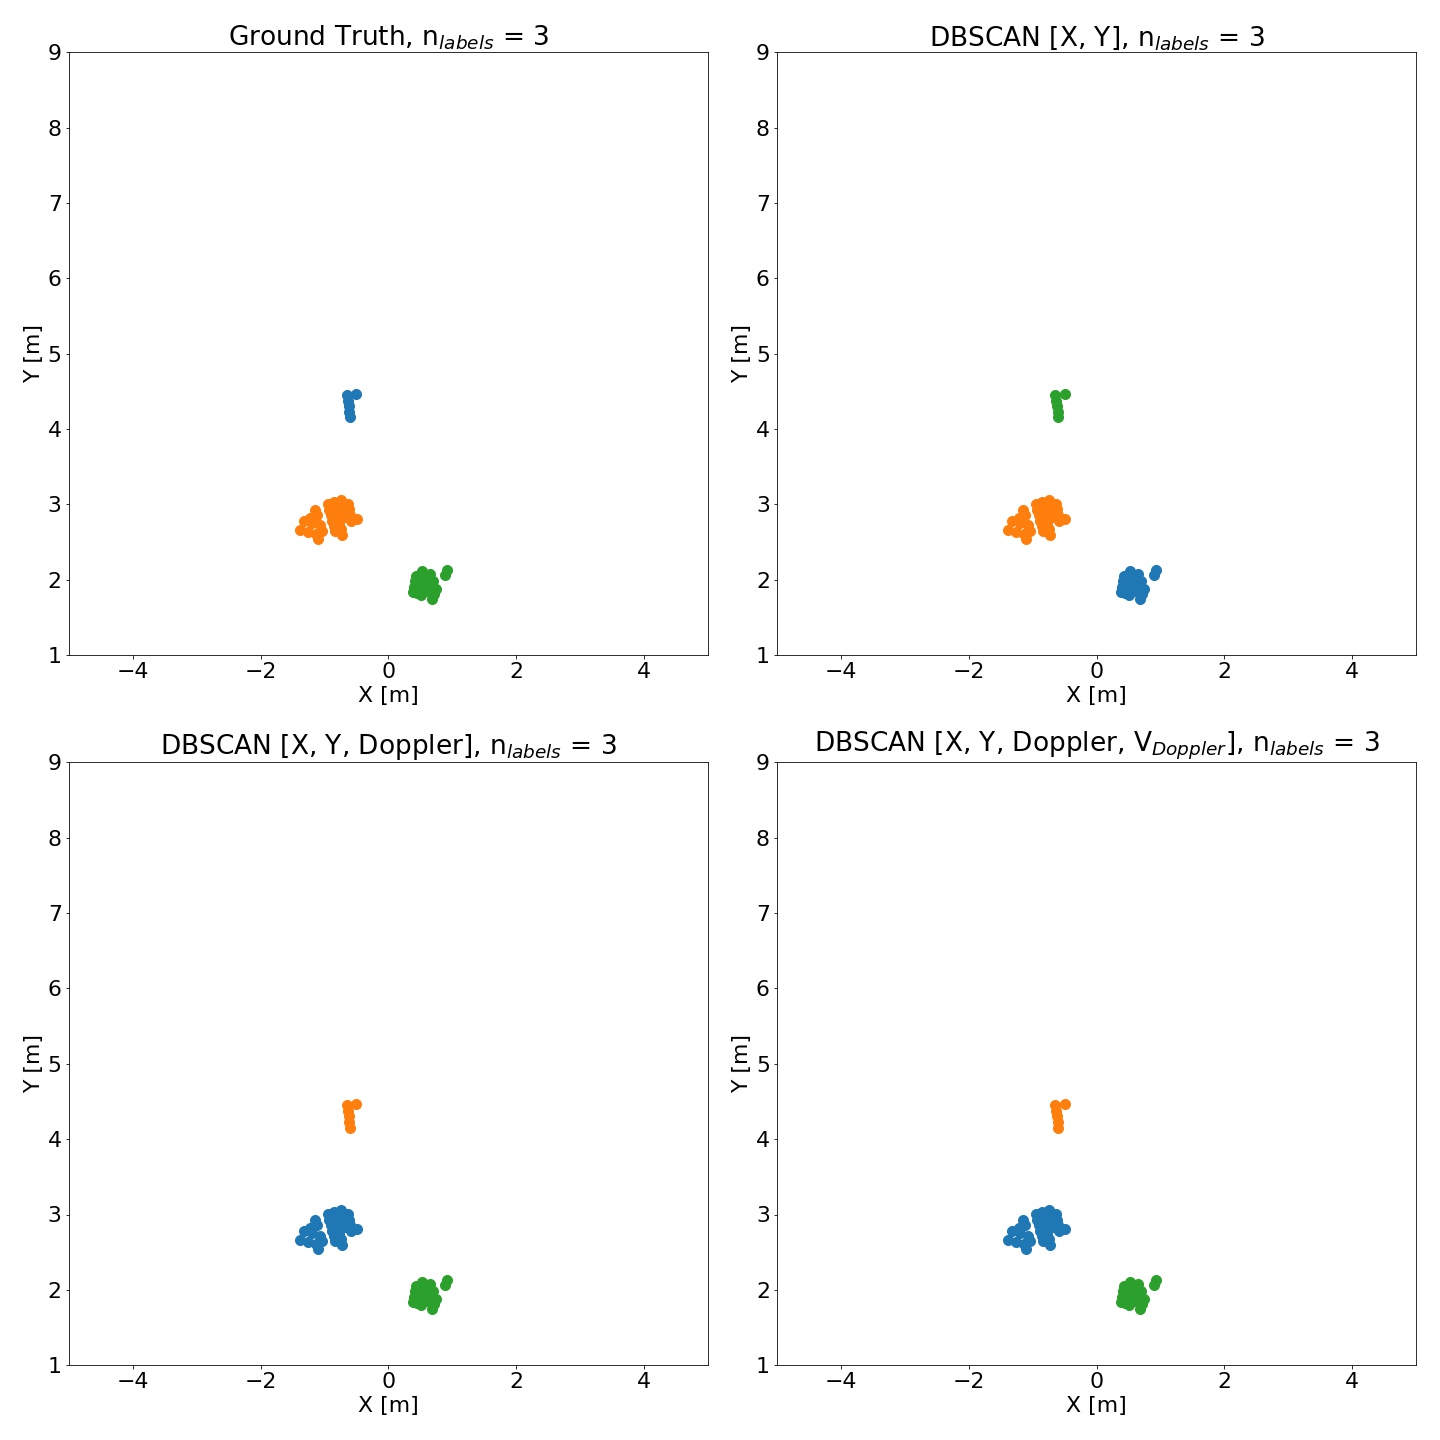 Ground Truth, n_labels = 3
9
8
7
6
5
4
3
2
1
Y [m]
−4 −2 0 2 4
X [m]
DBSCAN [X, Y], n_labels = 3
9
8
7
6
5
4
3
2
1
Y [m]
−4 −2 0 2 4
X [m]
DBSCAN [X, Y, Doppler], n_labels = 3
9
8
7
6
5
4
3
2
1
Y [m]
−4 −2 0 2 4
X [m]
DBSCAN [X, Y, Doppler, V_Doppler], n_labels = 3
9
8
7
6
5
4
3
2
1
Y [m]
−4 −2 0 2 4
X [m]